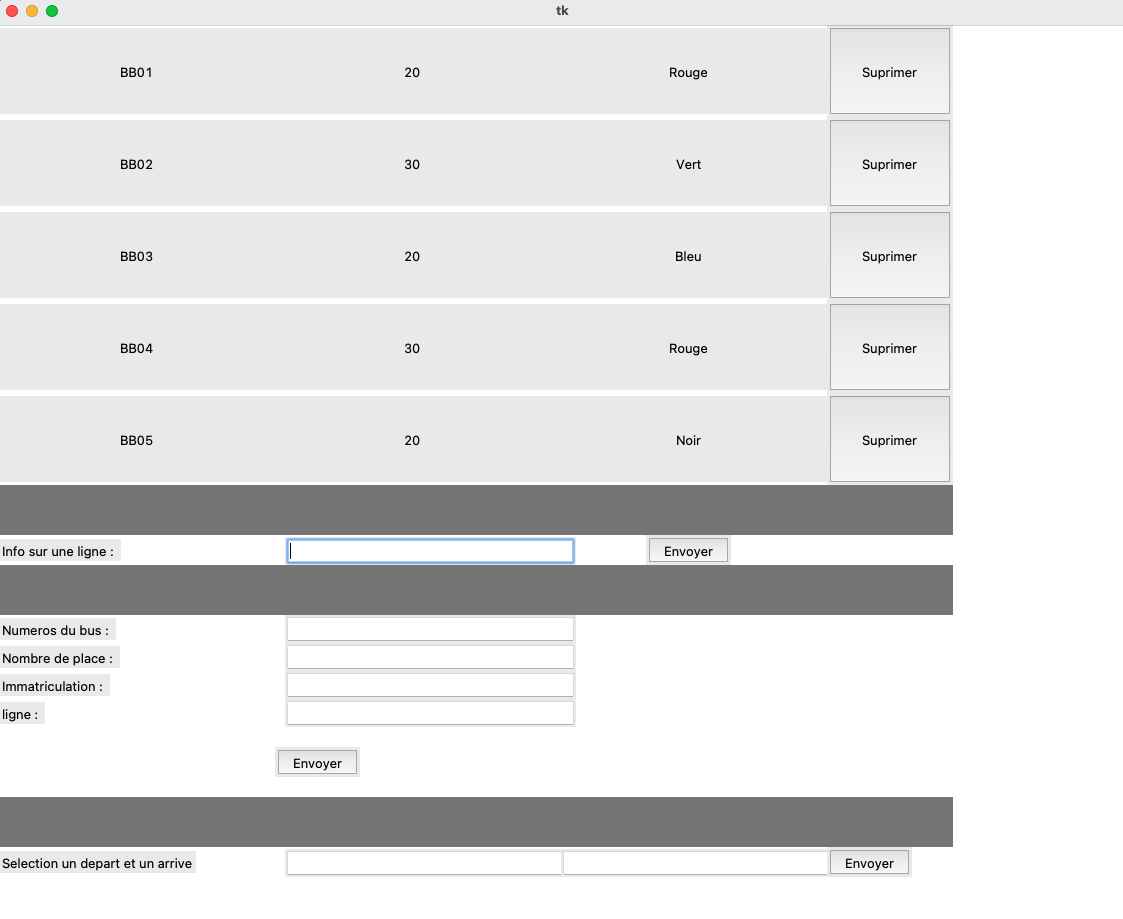 tk
BB01 20 Rouge Suprimer
BB02 30 Vert Suprimer
BB03 20 Bleu Suprimer
BB04 30 Rouge Suprimer
BB05 20 Noir Suprimer
Info sur une ligne : Envoyer
Numeros du bus :
Nombre de place :
Immatriculation :
ligne :
Envoyer
Selection un depart et un arrive Envoyer